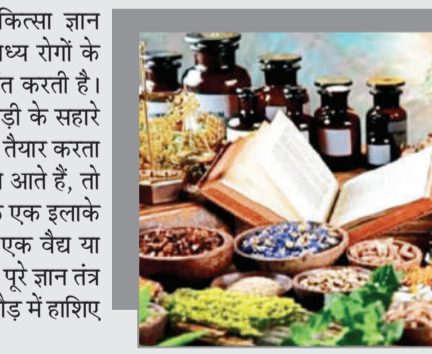 कित्सा ज्ञान
ध्य रोगों के
त करती है।
ड़ी के सहारे
तैयार करता
आते हैं, तो
एक इलाके
एक वैद्य या
पूरे ज्ञान तंत्र
ौड़ में हाशिए